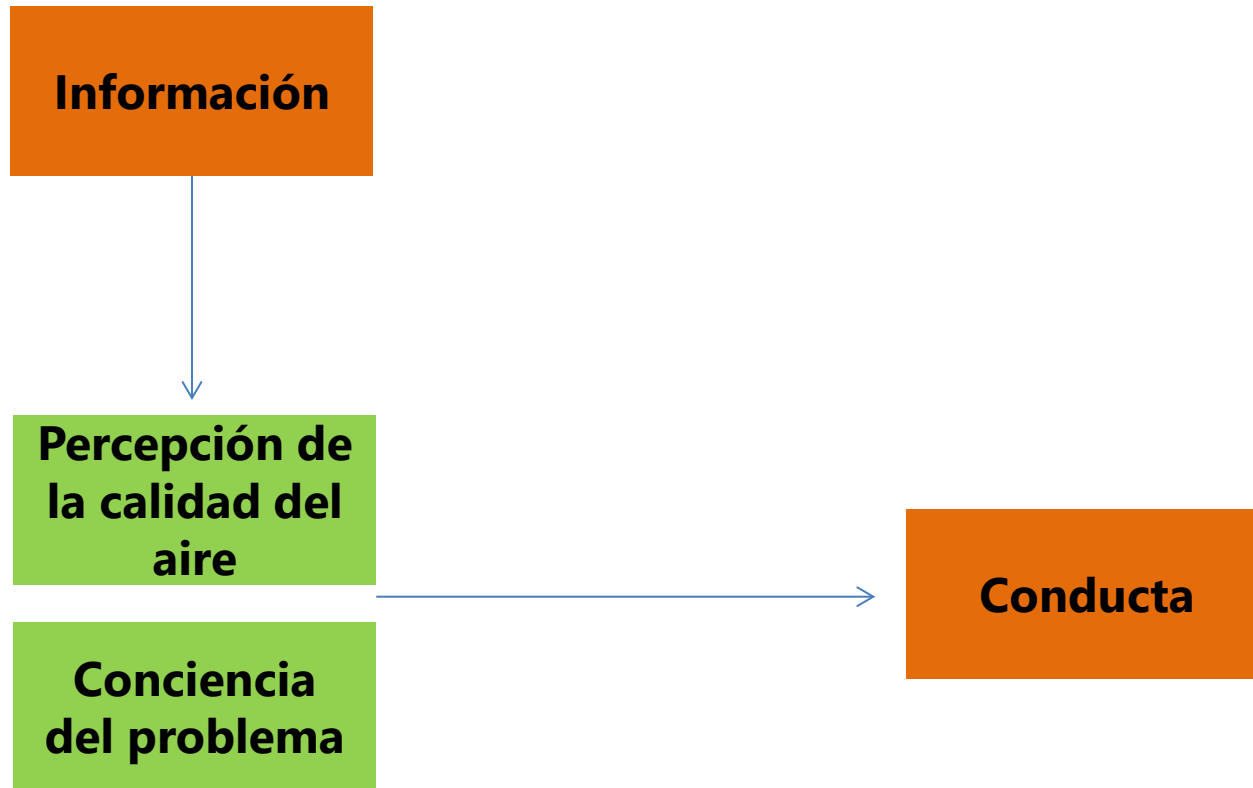 Información
Percepción de
la calidad del
aire
Conducta
Conciencia
del problema